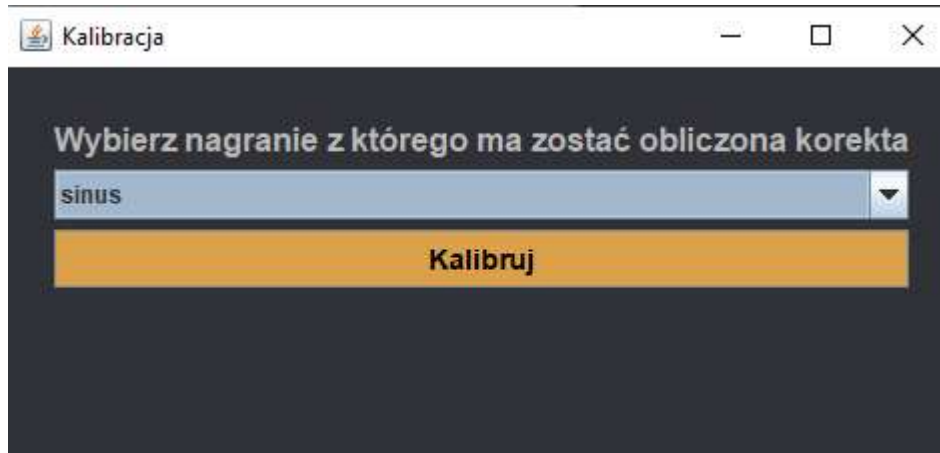 Kalibracja
Wybierz nagranie z którego ma zostać obliczona korekta
sinus
Kalibruj